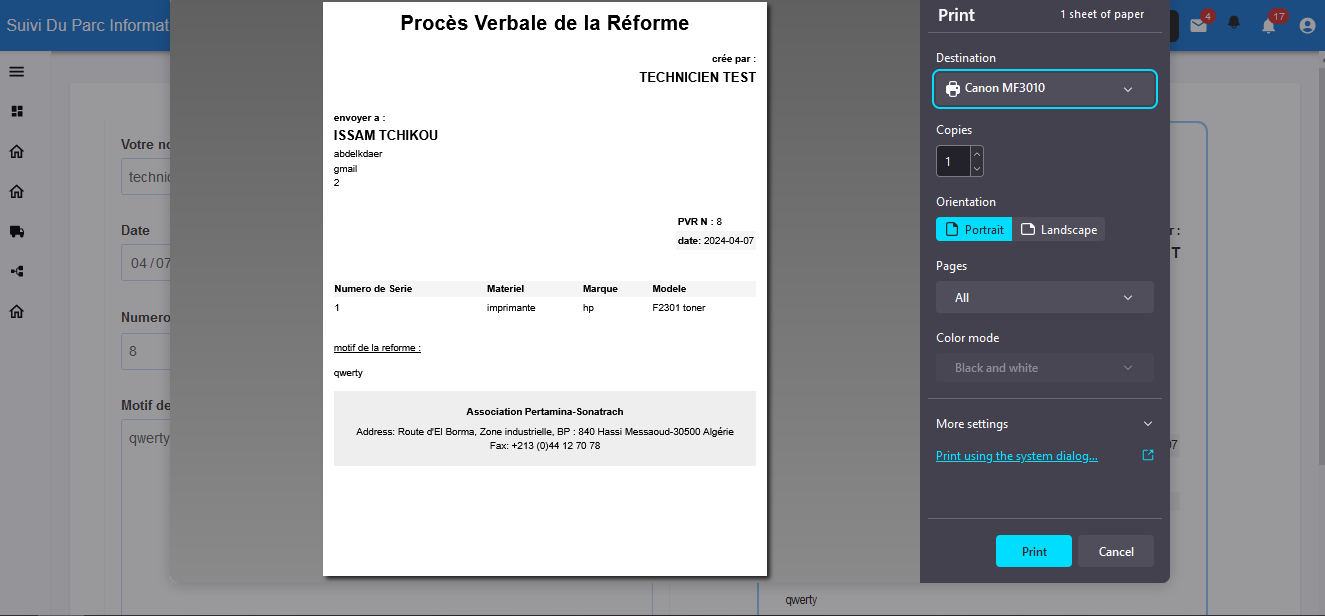 Suivi Du Parc Informat
4
17
Votre no
technic
Date
04/07
Numero
8
Motif de
qwerty
Procès Verbale de la Réforme
crée par :
TECHNICIEN TEST
envoyer a :
ISSAM TCHIKOU
abdelkdaer
gmail
2
PVR N : 8
date: 2024-04-07
Numero de Serie Materiel Marque Modele
1 imprimante hp F2301 toner
motif de la reforme :
qwerty
Association Pertamina-Sonatrach
Address: Route d'El Borma, Zone industrielle, BP : 840 Hassi Messaoud-30500 Algérie
Fax: +213 (0)44 12 70 78
Print 1 sheet of paper
Destination
Canon MF3010
Copies
1
Orientation
Portrait Landscape
Pages
All
Color mode
Black and white
More settings
Print using the system dialog...
Print Cancel
r :
T
07
qwerty